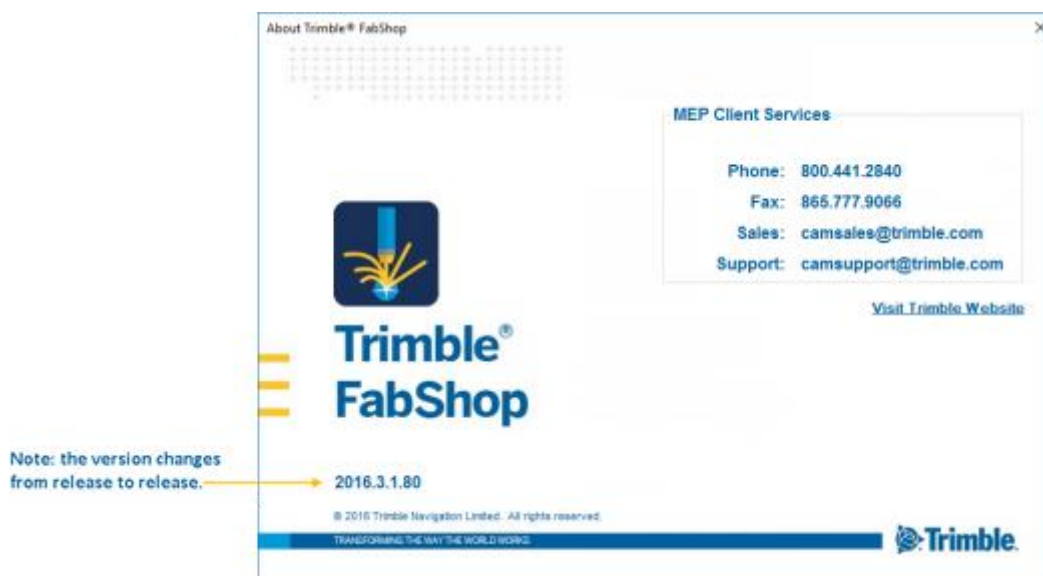 About Trimble® FabShop
MEP Client Services
Phone: 800.441.2840
Fax: 865.777.9066
Sales: camsales@trimble.com
Support: camsupport@trimble.com
Visit Trimble Website
Trimble®
FabShop
Note: the version changes
from release to release.
2016.3.1.80
© 2016 Trimble Navigation Limited. All rights reserved.
TRANSFORMING THE WAY THE WORLD WORKS
Trimble.